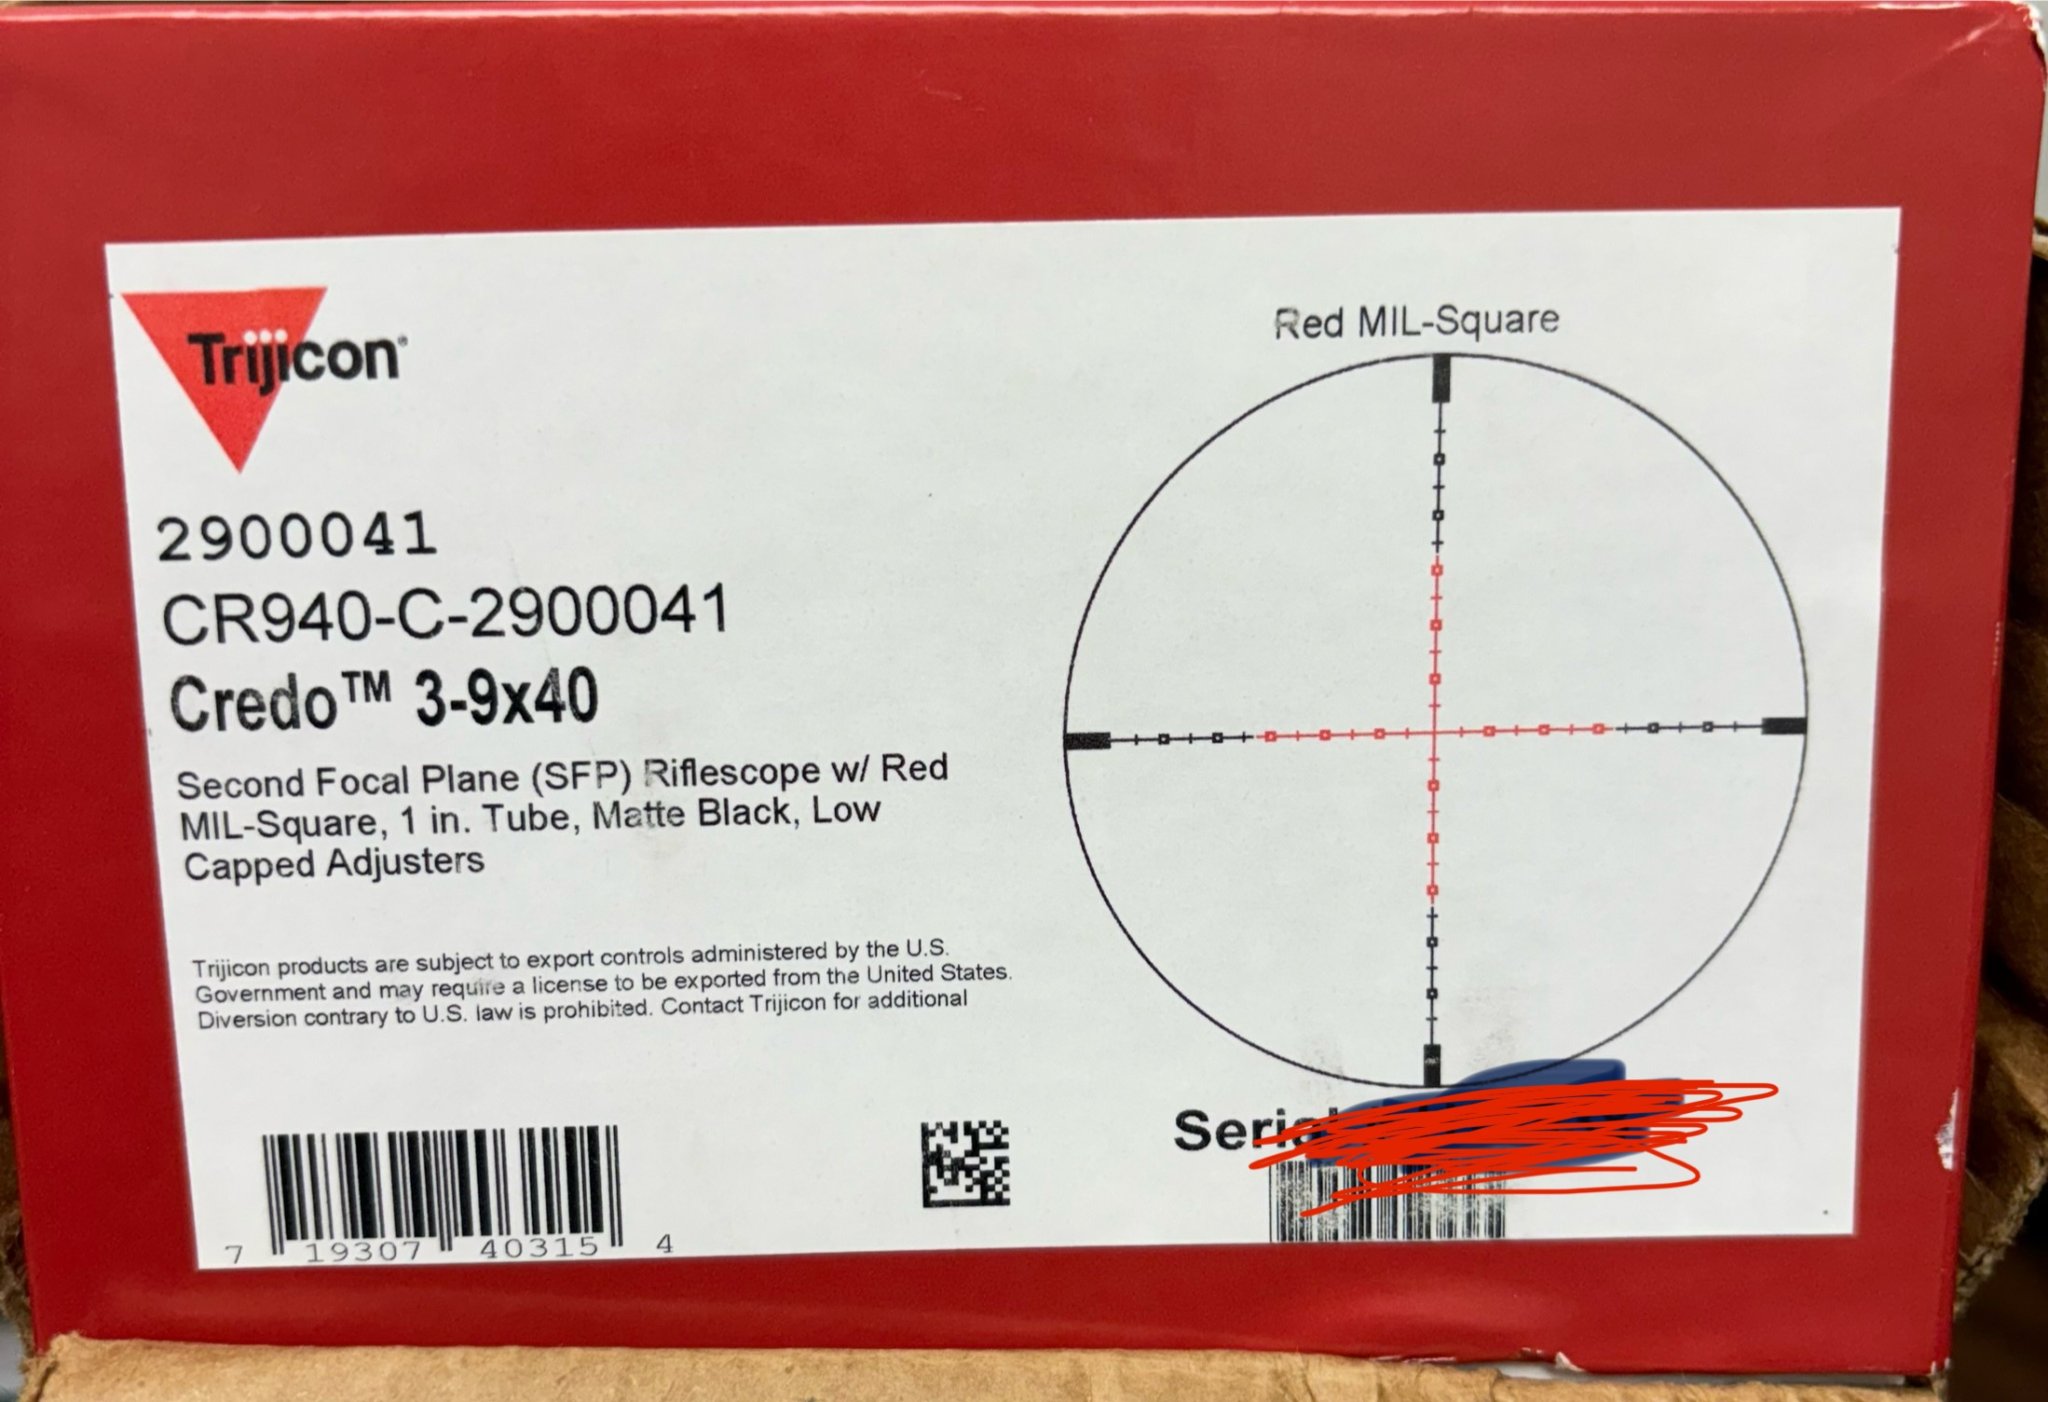 Trijicon®
2900041
CR940-C-2900041
Credo™ 3-9x40
Second Focal Plane (SFP) Riflescope w/ Red
MIL-Square, 1 in. Tube, Matte Black, Low
Capped Adjusters
Trijicon products are subject to export controls administered by the U.S.
Government and may require a license to be exported from the United States.
Diversion contrary to U.S. law is prohibited. Contact Trijicon for additional
7 19307 40315 4
Red MIL-Square
Serial